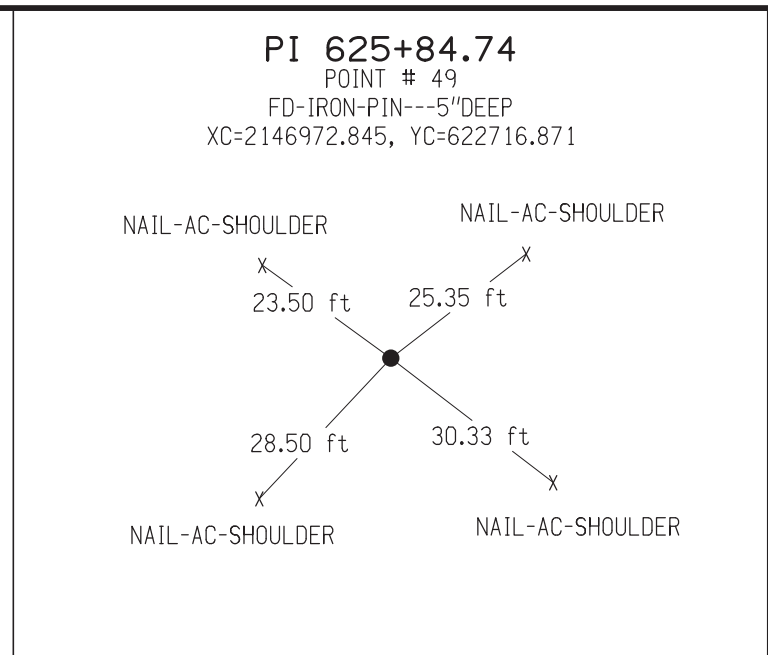 PI 625+84.74
POINT # 49
FD-IRON-PIN---5"DEEP
XC=2146972.845, YC=622716.871
NAIL-AC-SHOULDER
NAIL-AC-SHOULDER
X
X
23.50 ft
25.35 ft
28.50 ft
30.33 ft
X
X
NAIL-AC-SHOULDER
NAIL-AC-SHOULDER